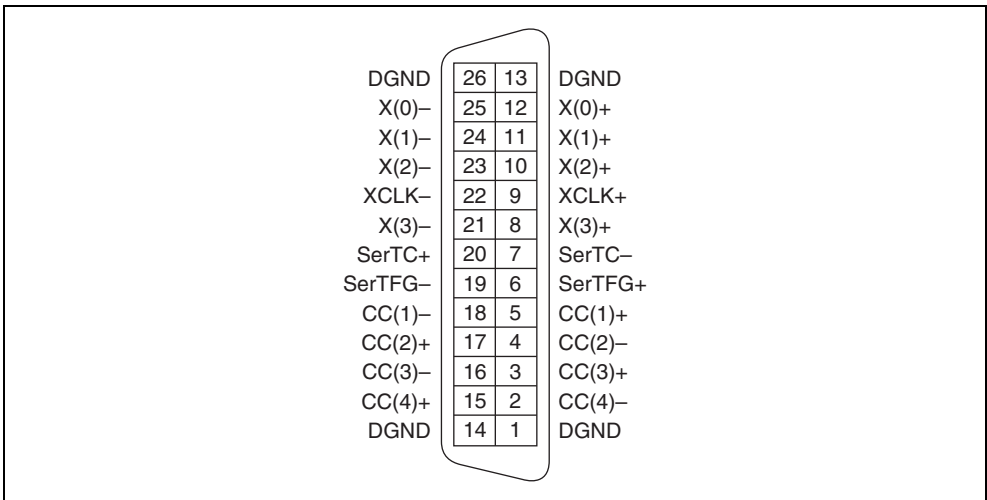 DGND 26 13 DGND
X(0)– 25 12 X(0)+
X(1)– 24 11 X(1)+
X(2)– 23 10 X(2)+
XCLK– 22 9 XCLK+
X(3)– 21 8 X(3)+
SerTC+ 20 7 SerTC–
SerTFG– 19 6 SerTFG+
CC(1)– 18 5 CC(1)+
CC(2)+ 17 4 CC(2)–
CC(3)– 16 3 CC(3)+
CC(4)+ 15 2 CC(4)–
DGND 14 1 DGND